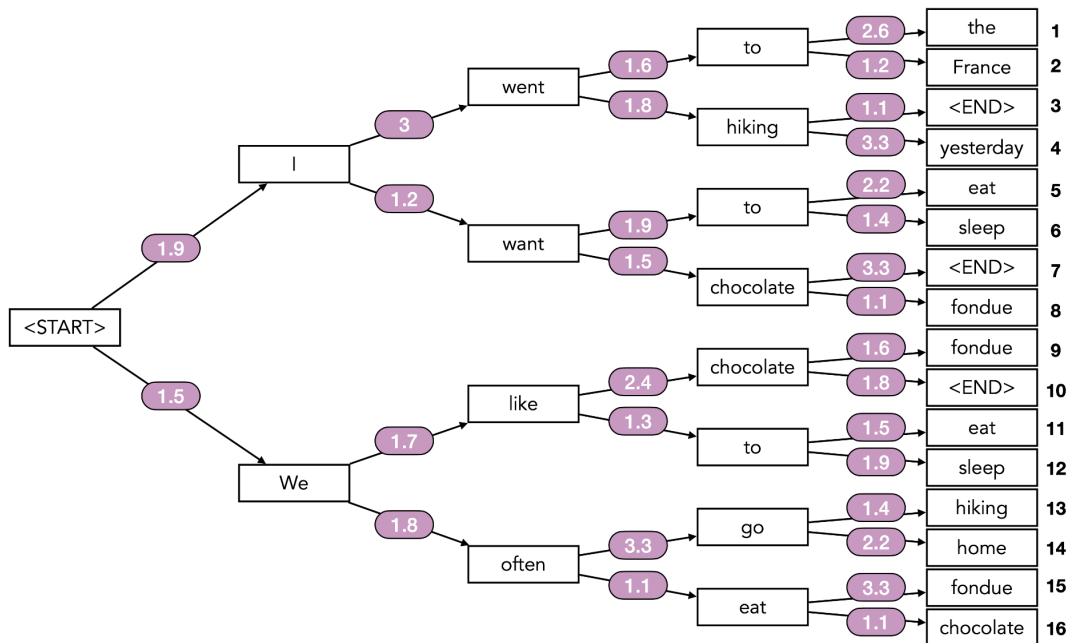 2.6 the 1
to
1.2 France 2
1.6
went
1.8
1.1 <END> 3
hiking
3.3 yesterday 4
3
I
1.2
2.2 eat 5
to
1.4 sleep 6
1.9
want
1.5
3.3 <END> 7
chocolate
1.1 fondue 8
1.9
<START>
1.5
1.6 fondue 9
chocolate
1.8 <END> 10
2.4
like
1.3
1.5 eat 11
to
1.9 sleep 12
1.7
We
1.8
1.4 hiking 13
go
2.2 home 14
3.3
often
1.1
3.3 fondue 15
eat
1.1 chocolate 16